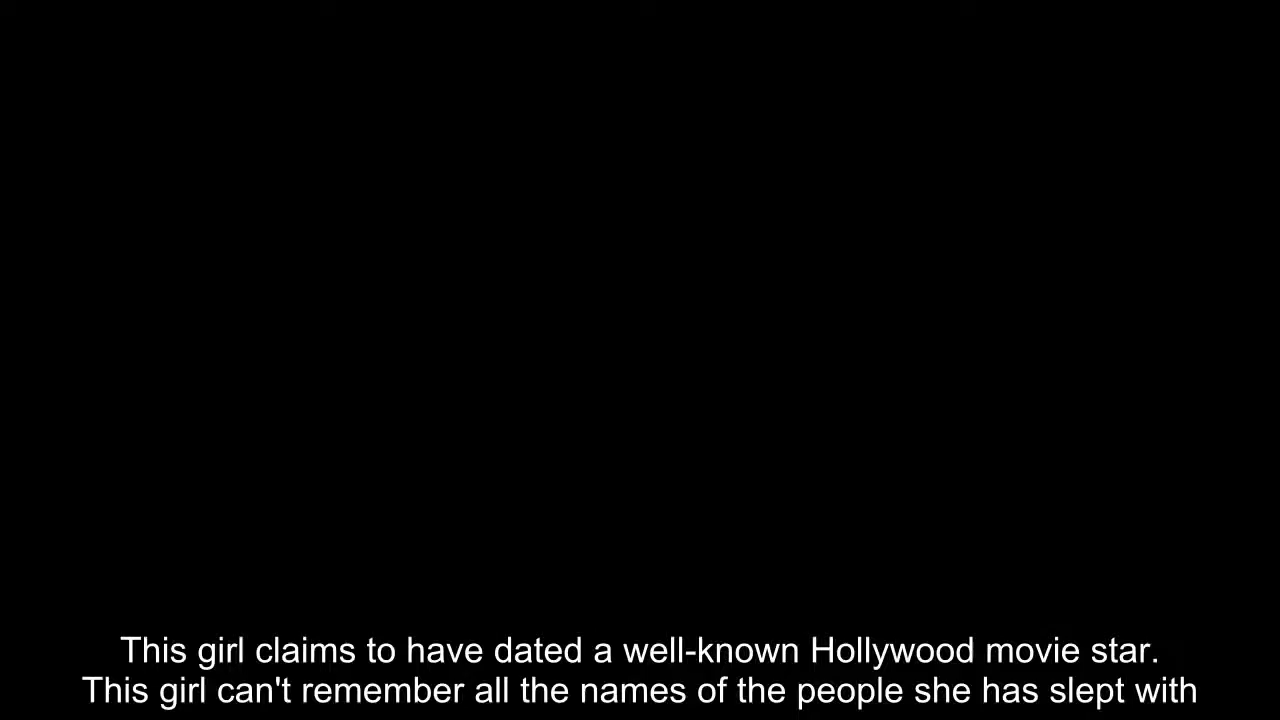 This girl claims to have dated a well-known Hollywood movie star.
This girl can't remember all the names of the people she has slept with